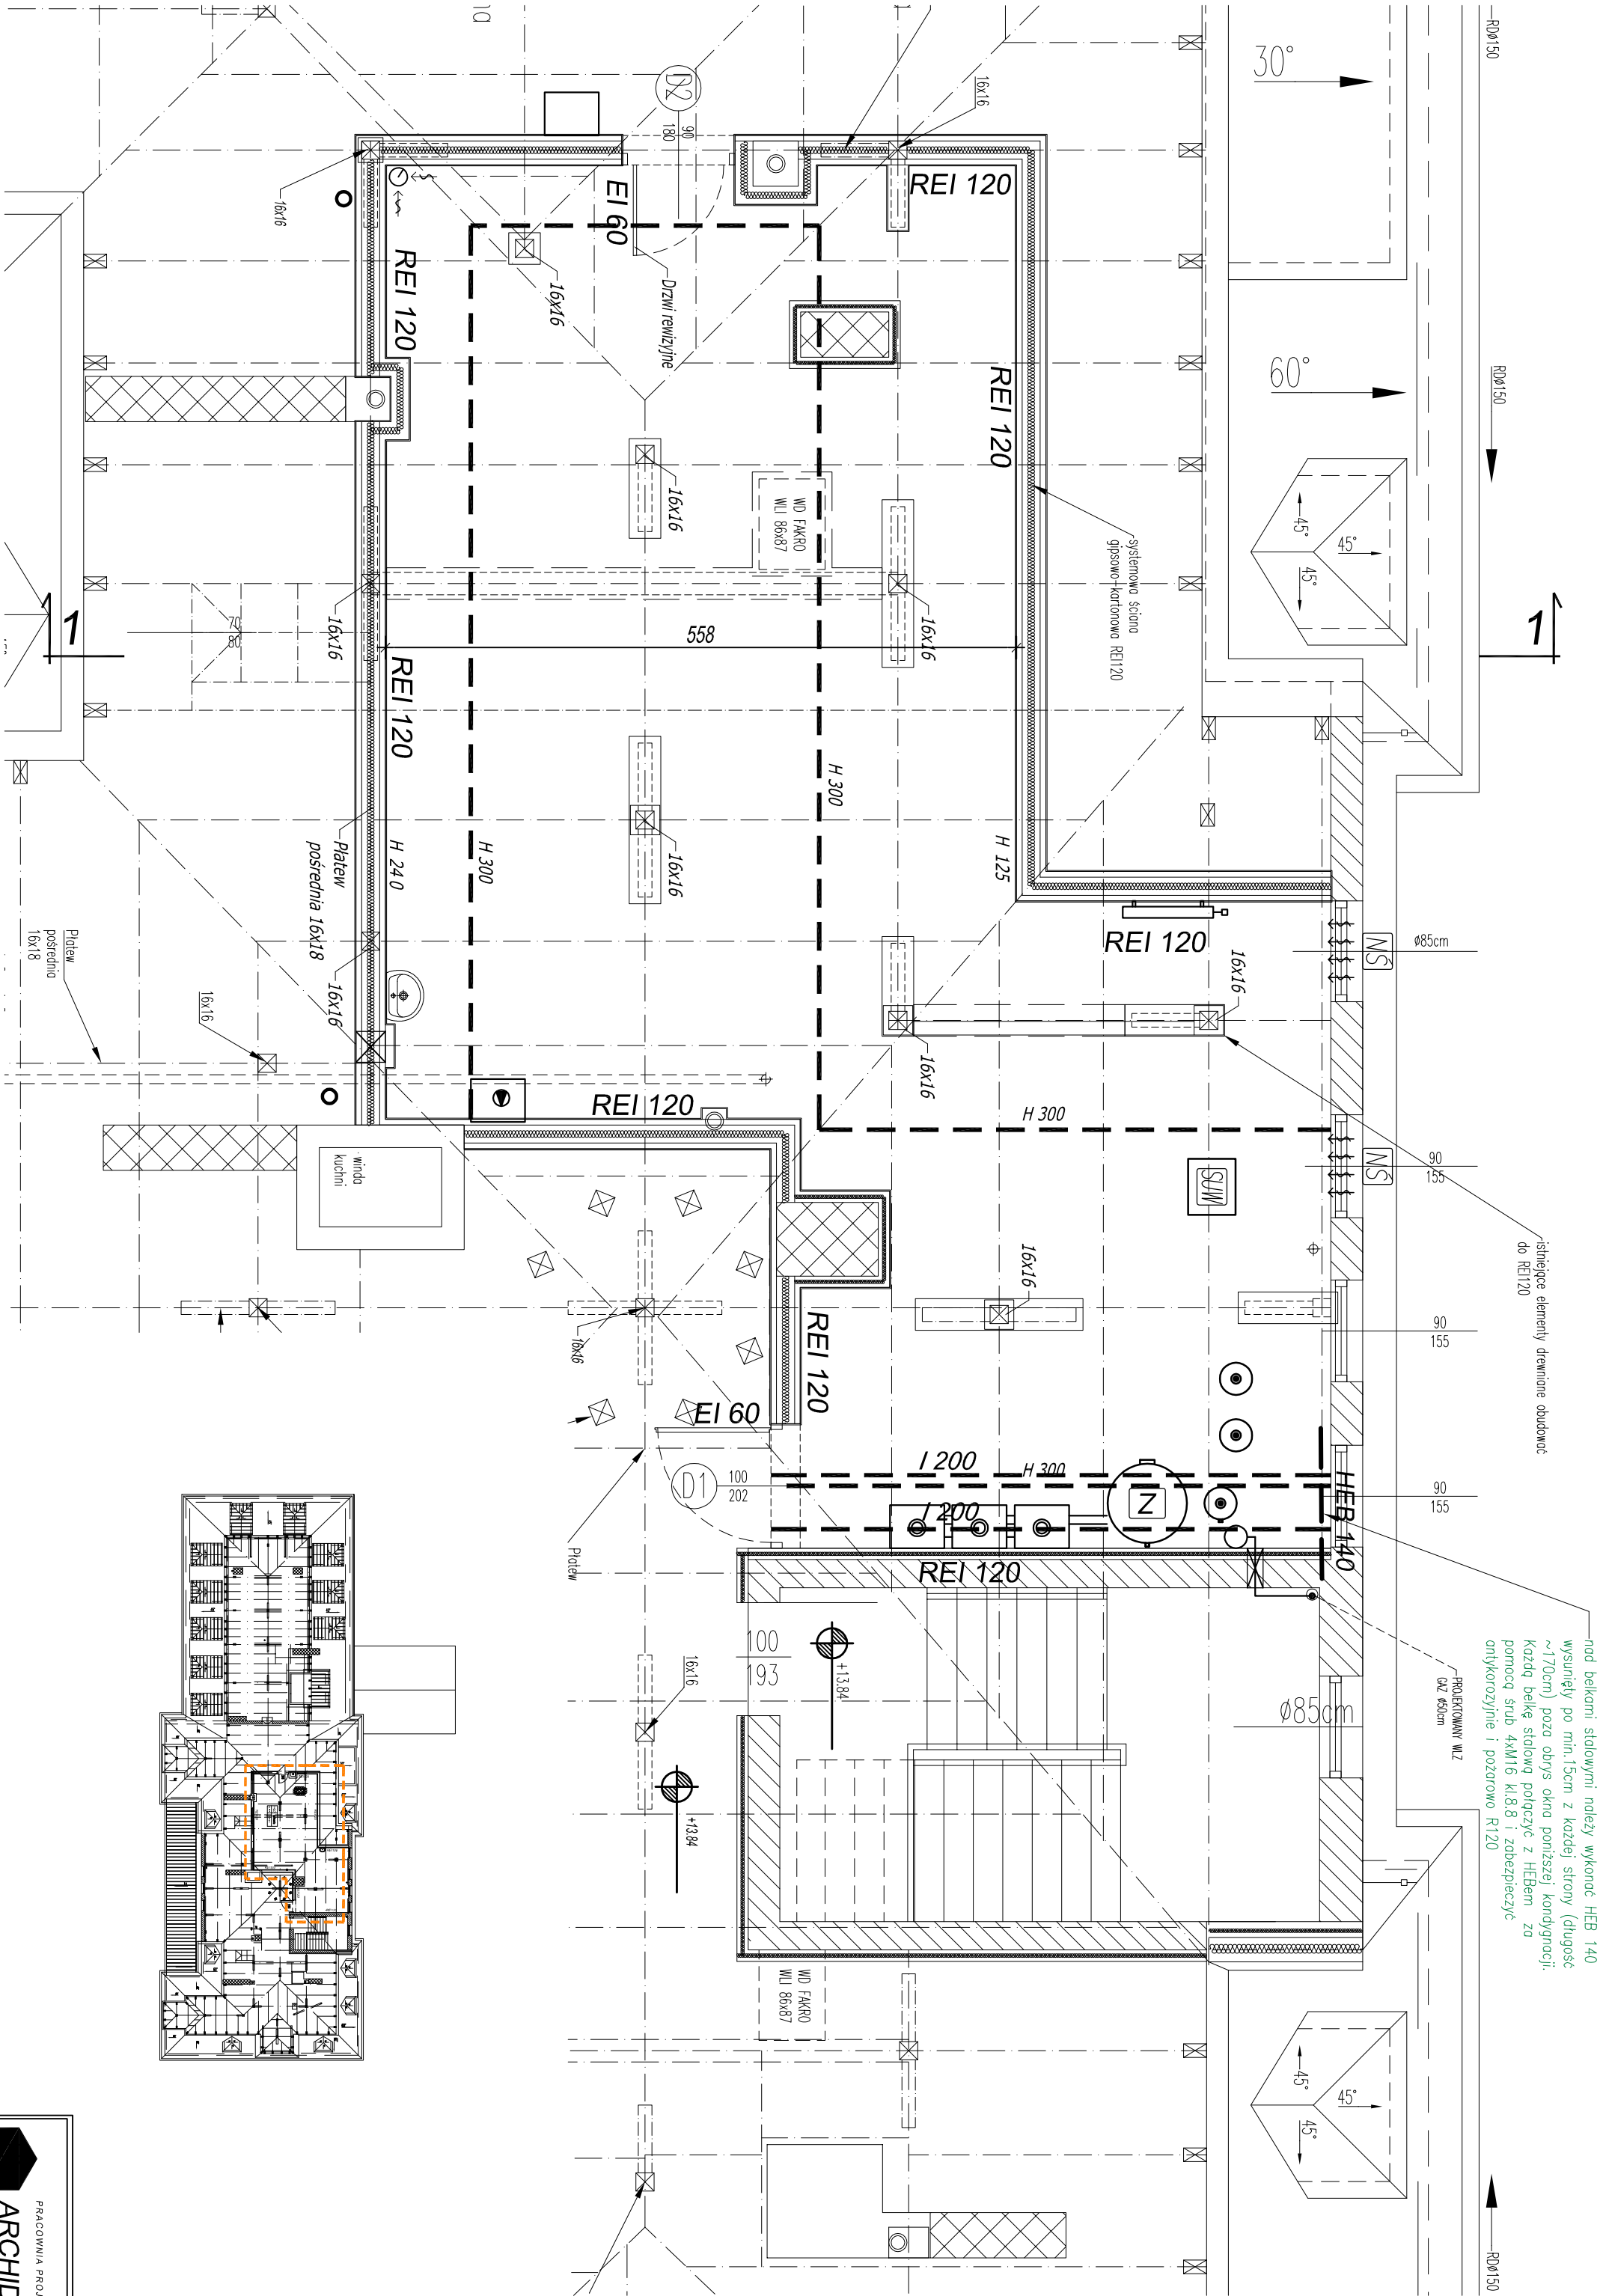 RDØ150
30°
60°
RDØ150
16x16
D2
90
180
16x16
REI 120
EI 60
Drzwi rewizyjne
REI 120
16x16
REI 120
systemowa ściana
gipsowo-kartonowa REI120
45°
45°
45°
16x16
WD FAKRO
WLI 86x87
1
1
70
80
16x16
558
16x16
REI 120
H 300
H 300
H 240
H 125
Płatew
pośrednia 16x18
16x16
16x16
REI 120
16x16
16x16
NS
Ø85cm
Płatew
pośrednia
16x18
16x16
REI 120
H 300
winda
kuchni
SUW
NS
90
155
istniejące elementy drewniane obudować
do REI120
16x16
16x16
REI 120
90
155
EI 60
D1
100
202
I 200
H 300
I 200
Z
HEB 140
90
155
REI 120
Płatew
nad belkami stalowymi należy wykonać HEB 140
wysunięty po min.15cm z każdej strony (długość
~170cm) poza obrys okna poniższej kondygnacji.
Każdą belkę stalową połączyć z HEBem za
pomocą śrub 4xM16 kl.8.8 i zabezpieczyć
antykorozyjnie i pożarowo R120
PROJEKTOWANY WLZ
GAZ Ø50cm
100
193
+13.84
+13.84
16x16
Ø85cm
WD FAKRO
WLI 86x87
45°
45°
45°
RDØ150